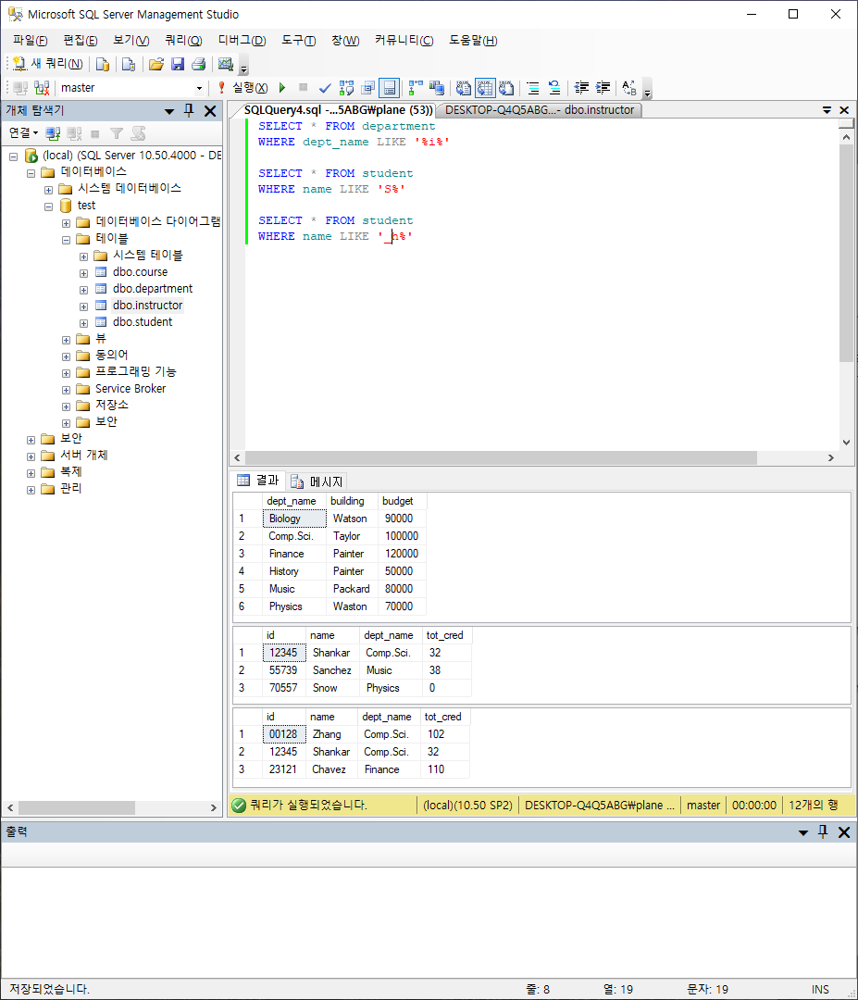 Microsoft SQL Server Management Studio
파일(F) 편집(E) 보기(V) 쿼리(Q) 디버그(D) 도구(T) 창(W) 커뮤니티(C) 도움말(H)
새 쿼리(N)
master 실행(X)
개체 탐색기
연결
(local) (SQL Server 10.50.4000 - DE
데이터베이스
시스템 데이터베이스
test
데이터베이스 다이어그램
테이블
시스템 테이블
dbo.course
dbo.department
dbo.instructor
dbo.student
뷰
동의어
프로그래밍 기능
Service Broker
저장소
보안
보안
서버 개체
복제
관리
SQLQuery4.sql -...5ABG₩plane (53)) DESKTOP-Q4Q5ABG...- dbo.instructor
SELECT * FROM department
WHERE dept_name LIKE '%i%'
SELECT * FROM student
WHERE name LIKE 'S%'
SELECT * FROM student
WHERE name LIKE '_h%'
결과 메시지
dept_name building budget
1 Biology Watson 90000
2 Comp.Sci. Taylor 100000
3 Finance Painter 120000
4 History Painter 50000
5 Music Packard 80000
6 Physics Waston 70000
id name dept_name tot_cred
1 12345 Shankar Comp.Sci. 32
2 55739 Sanchez Music 38
3 70557 Snow Physics 0
id name dept_name tot_cred
1 00128 Zhang Comp.Sci. 102
2 12345 Shankar Comp.Sci. 32
3 23121 Chavez Finance 110
쿼리가 실행되었습니다. (local)(10.50 SP2) DESKTOP-Q4Q5ABG₩plane ... master 00:00:00 12개의 행
출력
저장되었습니다. 줄: 8 열: 19 문자: 19 INS